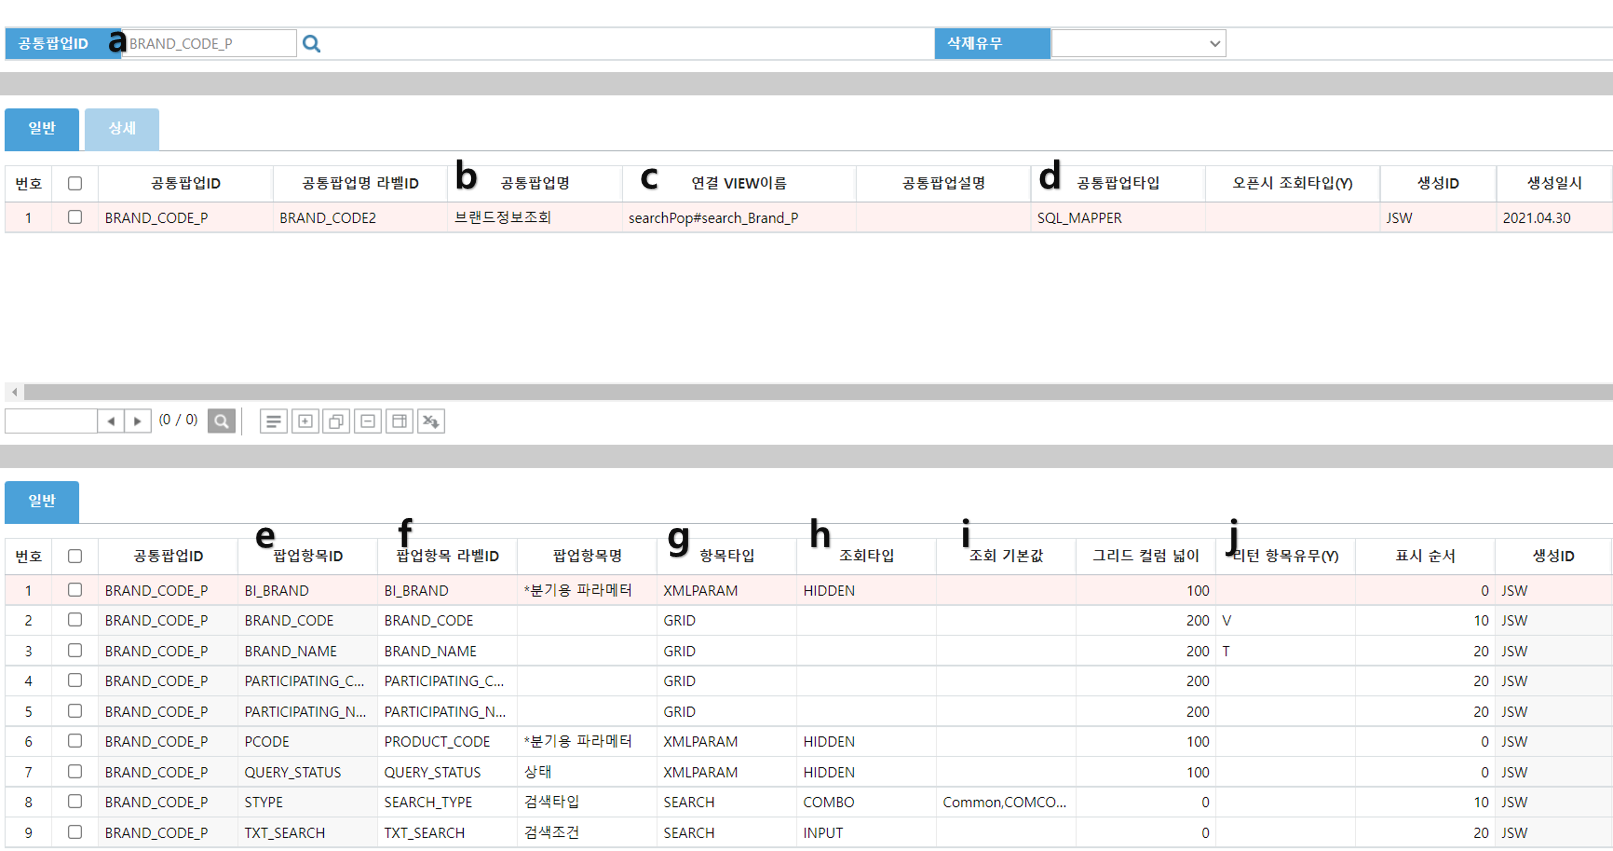 공통팝업ID a BRAND_CODE_P 삭제유무
일반 상세
번호 공통팝업ID 공통팝업명 라벨ID b 공통팝업명 c 연결 VIEW이름 공통팝업설명 d 공통팝업타입 오픈시 조회타입(Y) 생성ID 생성일시
1 BRAND_CODE_P BRAND_CODE2 브랜드정보조회 searchPop#search_Brand_P SQL_MAPPER JSW 2021.04.30
(0 / 0)
일반
번호 공통팝업ID e 팝업항목ID f 팝업항목 라벨ID 팝업항목명 g 항목타입 h 조회타입 i 조회 기본값 그리드 컬럼 넓이 j 리턴 항목유무(Y) 표시 순서 생성ID
1 BRAND_CODE_P BI_BRAND BI_BRAND *분기용 파라메터 XMLPARAM HIDDEN 100 0 JSW
2 BRAND_CODE_P BRAND_CODE BRAND_CODE GRID 200 V 10 JSW
3 BRAND_CODE_P BRAND_NAME BRAND_NAME GRID 200 T 20 JSW
4 BRAND_CODE_P PARTICIPATING_C... PARTICIPATING_C... GRID 200 20 JSW
5 BRAND_CODE_P PARTICIPATING_N... PARTICIPATING_N... GRID 200 20 JSW
6 BRAND_CODE_P PCODE PRODUCT_CODE *분기용 파라메터 XMLPARAM HIDDEN 100 0 JSW
7 BRAND_CODE_P QUERY_STATUS QUERY_STATUS 상태 XMLPARAM HIDDEN 100 0 JSW
8 BRAND_CODE_P STYPE SEARCH_TYPE 검색타입 SEARCH COMBO Common,COMCO... 0 10 JSW
9 BRAND_CODE_P TXT_SEARCH TXT_SEARCH 검색조건 SEARCH INPUT 0 20 JSW